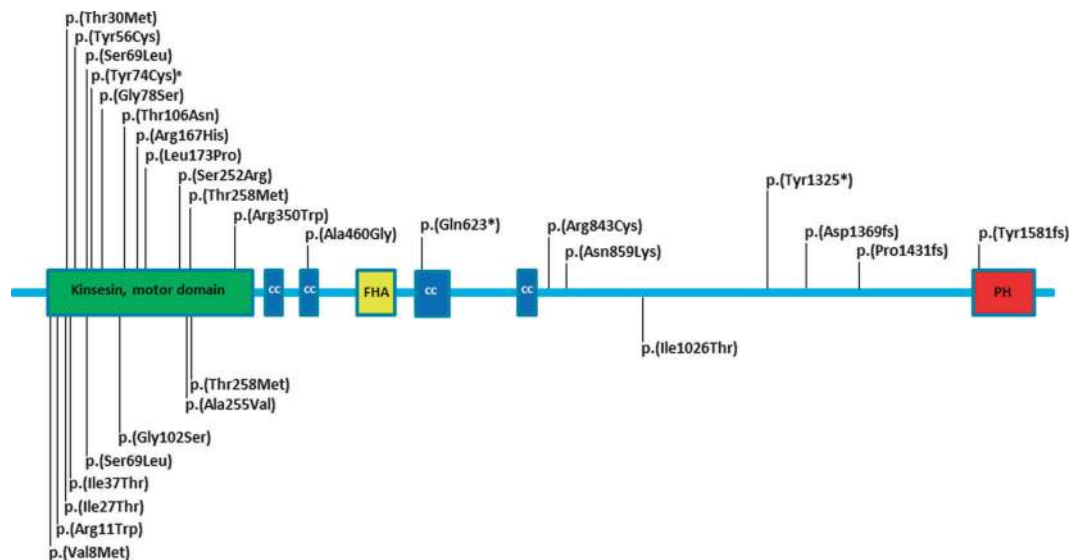 p.(Thr30Met)
p.(Tyr56Cys)
p.(Ser69Leu)
p.(Tyr74Cys)*
p.(Gly78Ser)
p.(Thr106Asn)
p.(Arg167His)
p.(Leu173Pro)
p.(Ser252Arg)
p.(Thr258Met)
p.(Arg350Trp)
p.(Ala460Gly)
p.(Gln623*)
p.(Arg843Cys)
p.(Asn859Lys)
p.(Tyr1325*)
p.(Asp1369fs)
p.(Pro1431fs)
p.(Tyr1581fs)
Kinsesin, motor domain
CC
CC
FHA
CC
CC
PH
p.(Ile1026Thr)
p.(Thr258Met)
p.(Ala255Val)
p.(Gly102Ser)
p.(Ser69Leu)
p.(Ile37Thr)
p.(Ile27Thr)
p.(Arg11Trp)
p.(Val8Met)